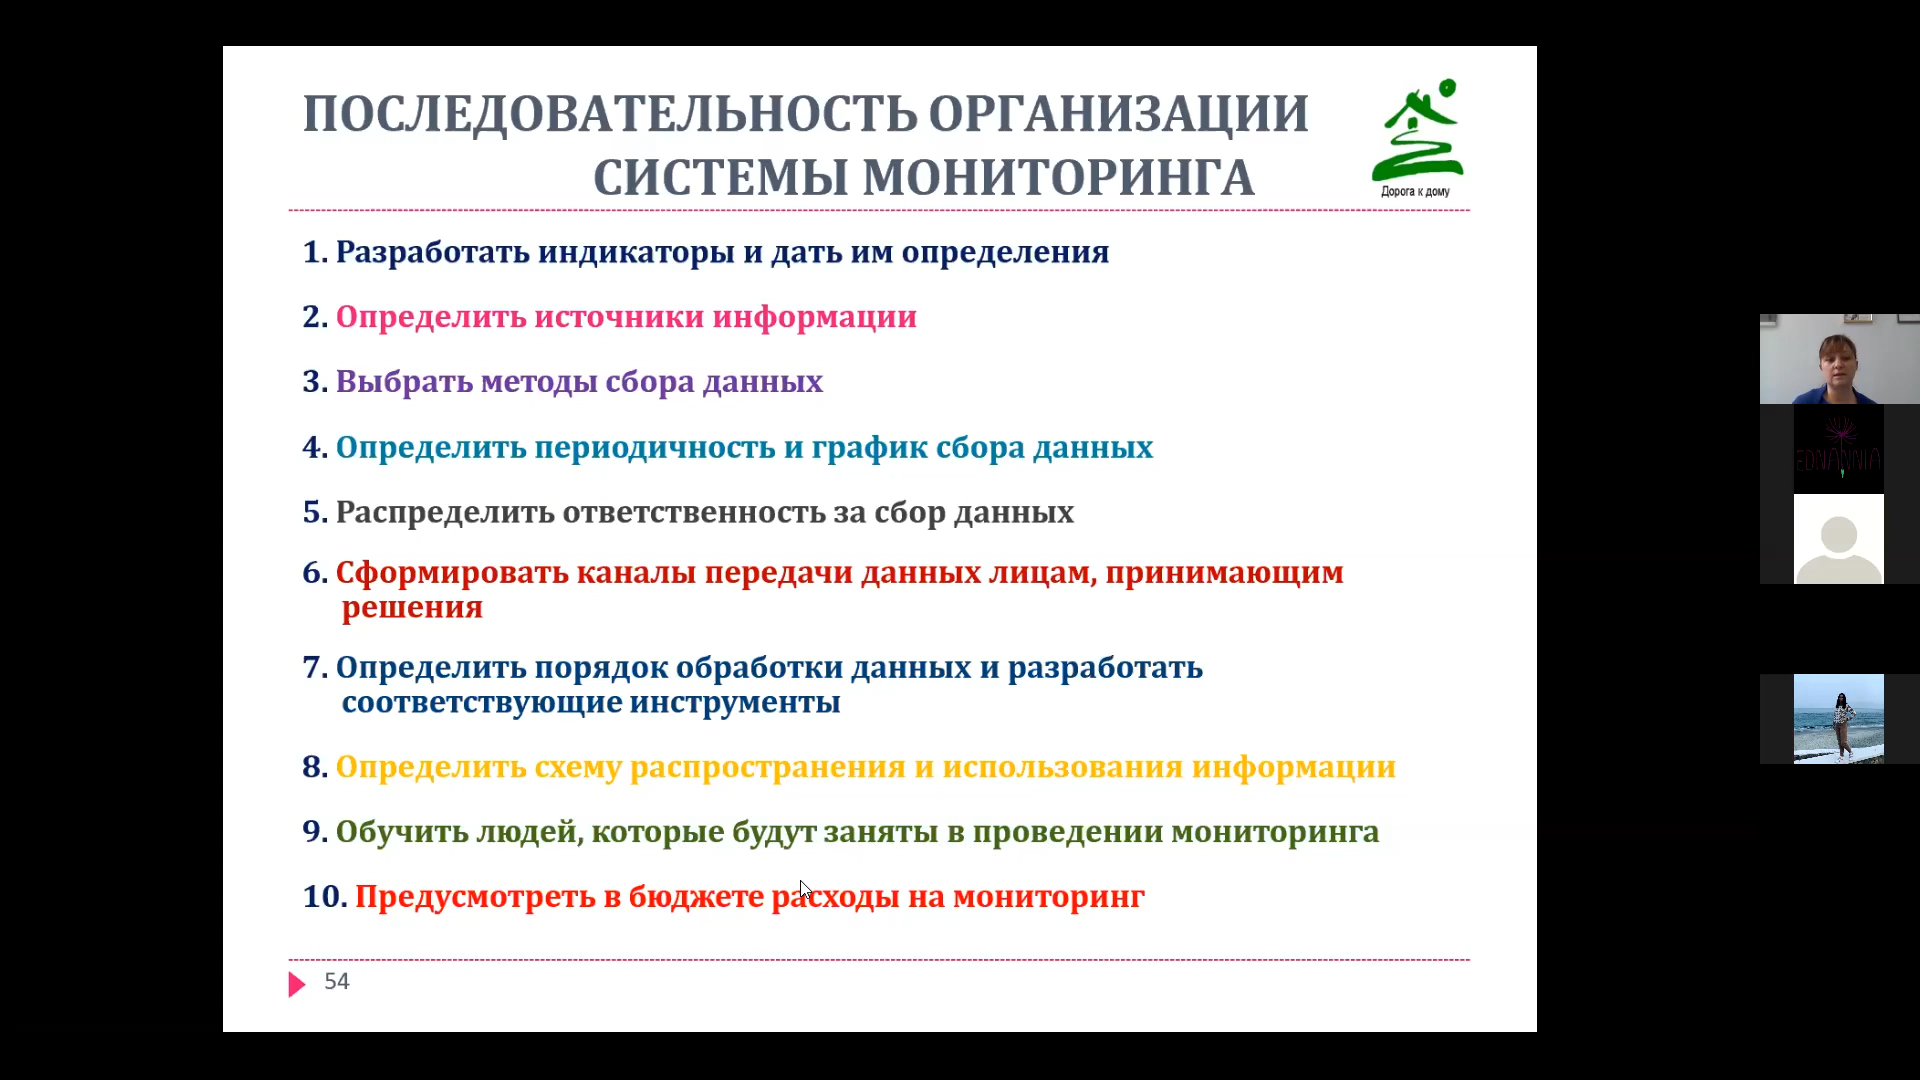 ПОСЛЕДОВАТЕЛЬНОСТЬ ОРГАНИЗАЦИИ
СИСТЕМЫ МОНИТОРИНГА
Дорога к дому
1. Разработать индикаторы и дать им определения
2. Определить источники информации
3. Выбрать методы сбора данных
4. Определить периодичность и график сбора данных
5. Распределить ответственность за сбор данных
6. Сформировать каналы передачи данных лицам, принимающим
решения
7. Определить порядок обработки данных и разработать
соответствующие инструменты
8. Определить схему распространения и использования информации
9. Обучить людей, которые будут заняты в проведении мониторинга
10. Предусмотреть в бюджете расходы на мониторинг
54